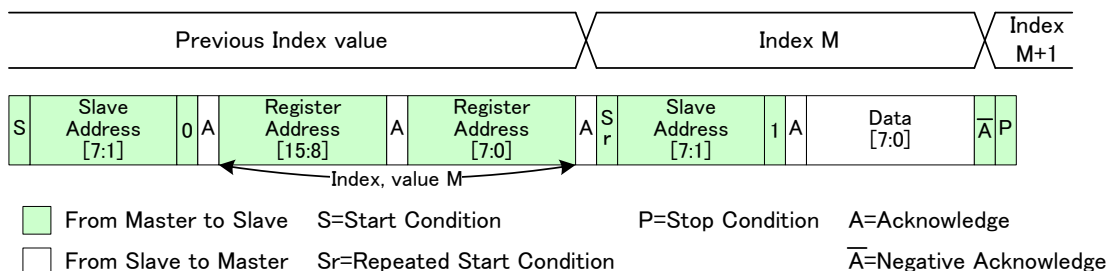 Previous Index value
Index M
Index
M+1
S
Slave
Address
[7:1]
0
A
Register
Address
[15:8]
A
Register
Address
[7:0]
A
S
r
Slave
Address
[7:1]
1
A
Data
[7:0]
A̅
P
Index, value M
From Master to Slave
S=Start Condition
P=Stop Condition
A=Acknowledge
From Slave to Master
Sr=Repeated Start Condition
A̅=Negative Acknowledge